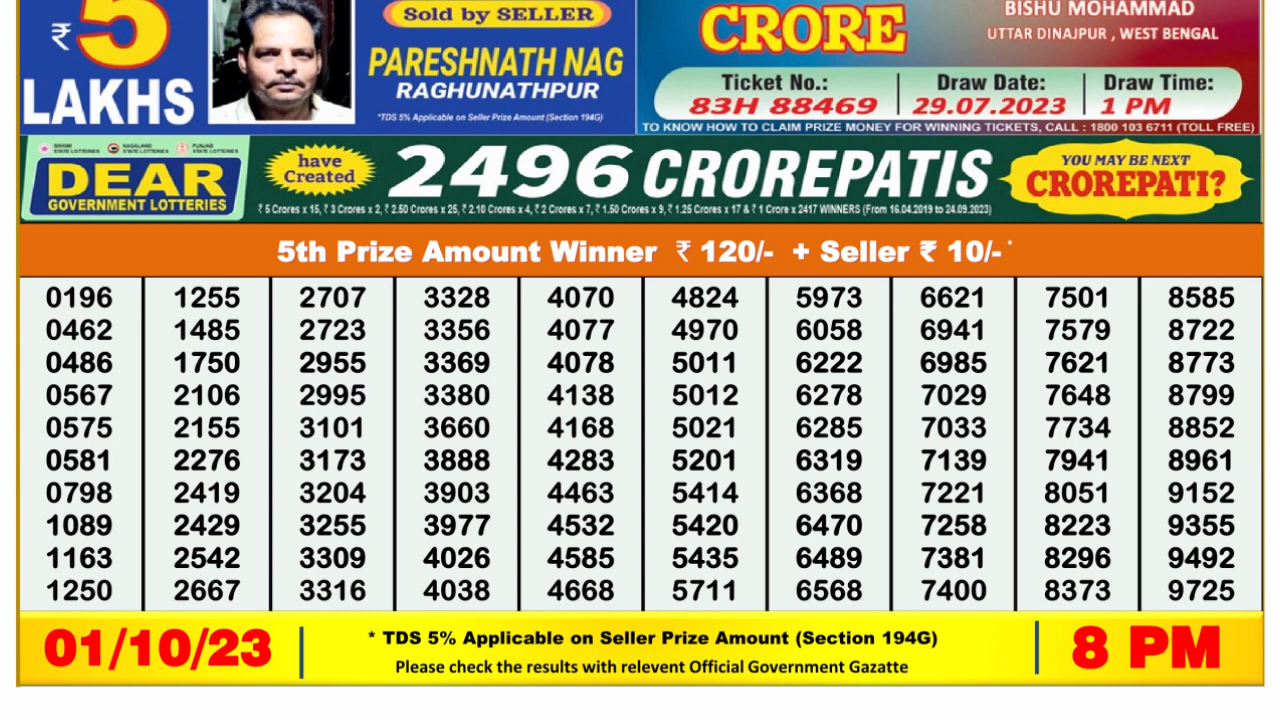 ₹ 5
LAKHS
Sold by SELLER
PARESHNATH NAG
RAGHUNATHPUR
*TDS 5% Applicable on Seller Prize Amount (Section 194G)
CRORE
BISHU MOHAMMAD
UTTAR DINAJPUR , WEST BENGAL
Ticket No.: Draw Date: Draw Time:
83H 88469 29.07.2023 1 PM
TO KNOW HOW TO CLAIM PRIZE MONEY FOR WINNING TICKETS, CALL : 1800 103 6711 (TOLL FREE)
SIKKIM STATE LOTTERIES NAGALAND STATE LOTTERIES PUNJAB STATE LOTTERIES
DEAR
GOVERNMENT LOTTERIES
have
Created
2496 CROREPATIS
₹ 5 Crores x 15, ₹ 3 Crores x 2, ₹ 2.50 Crores x 25, ₹ 2.10 Crores x 4, ₹ 2 Crores x 7, ₹ 1.50 Crores x 9, ₹ 1.25 Crores x 17 & ₹ 1 Crore x 2417 WINNERS (From 16.04.2019 to 24.09.2023)
YOU MAY BE NEXT
CROREPATI?
5th Prize Amount Winner ₹ 120/- + Seller ₹ 10/- *
0196 1255 2707 3328 4070 4824 5973 6621 7501 8585
0462 1485 2723 3356 4077 4970 6058 6941 7579 8722
0486 1750 2955 3369 4078 5011 6222 6985 7621 8773
0567 2106 2995 3380 4138 5012 6278 7029 7648 8799
0575 2155 3101 3660 4168 5021 6285 7033 7734 8852
0581 2276 3173 3888 4283 5201 6319 7139 7941 8961
0798 2419 3204 3903 4463 5414 6368 7221 8051 9152
1089 2429 3255 3977 4532 5420 6470 7258 8223 9355
1163 2542 3309 4026 4585 5435 6489 7381 8296 9492
1250 2667 3316 4038 4668 5711 6568 7400 8373 9725
01/10/23
* TDS 5% Applicable on Seller Prize Amount (Section 194G)
Please check the results with relevent Official Government Gazatte
8 PM